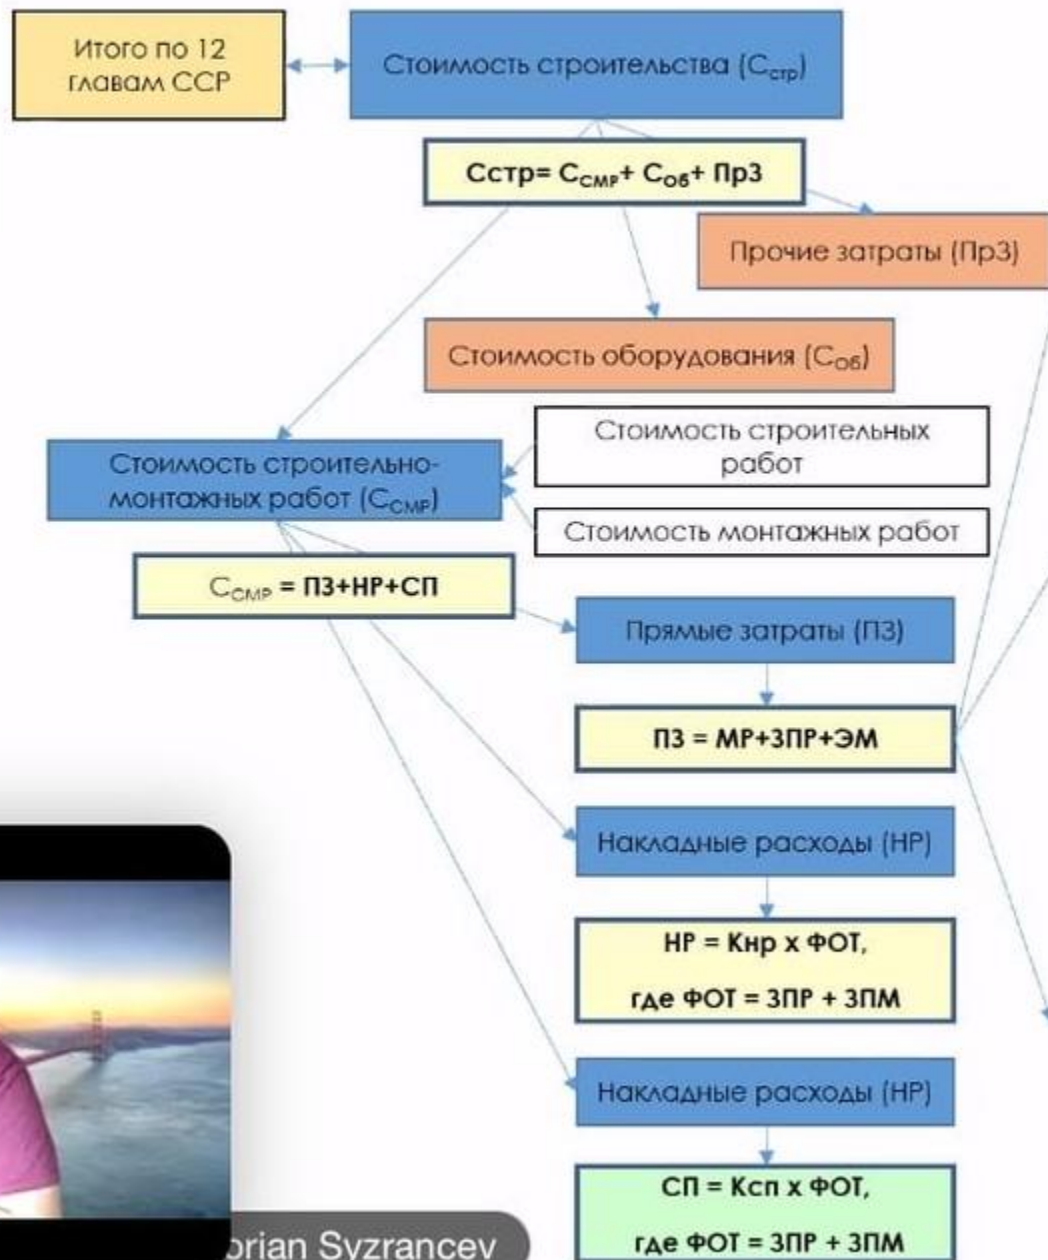 Итого по 12
главам ССР
Стоимость строительства (Сстр)
Сстр= ССМР+ СОб+ ПрЗ
Прочие затраты (ПрЗ)
Стоимость оборудования (СОб)
Стоимость строительных
работ
Стоимость строительно-
монтажных работ (ССМР)
Стоимость монтажных работ
ССМР = ПЗ+НР+СП
Прямые затраты (ПЗ)
ПЗ = МР+ЗПР+ЭМ
Накладные расходы (НР)
НР = Кнр х ФОТ,
где ФОТ = ЗПР + ЗПМ
Накладные расходы (НР)
СП = Ксп х ФОТ,
где ФОТ = ЗПР + ЗПМ
orian Syzrancev